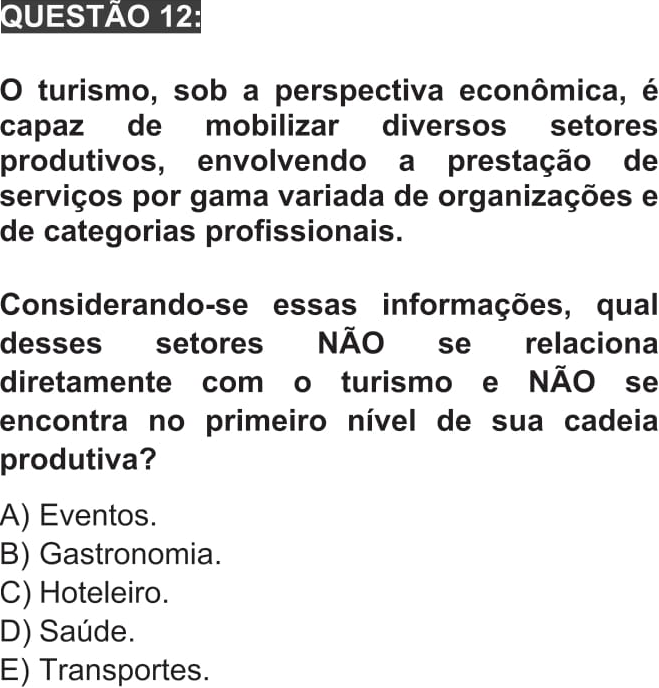 QUESTÃO 12:
O turismo, sob a perspectiva econômica, é
capaz de mobilizar diversos setores
produtivos, envolvendo a prestação de
serviços por gama variada de organizações e
de categorias profissionais.
Considerando-se essas informações, qual
desses setores NÃO se relaciona
diretamente com o turismo e NÃO se
encontra no primeiro nível de sua cadeia
produtiva?
A) Eventos.
B) Gastronomia.
C) Hoteleiro.
D) Saúde.
E) Transportes.